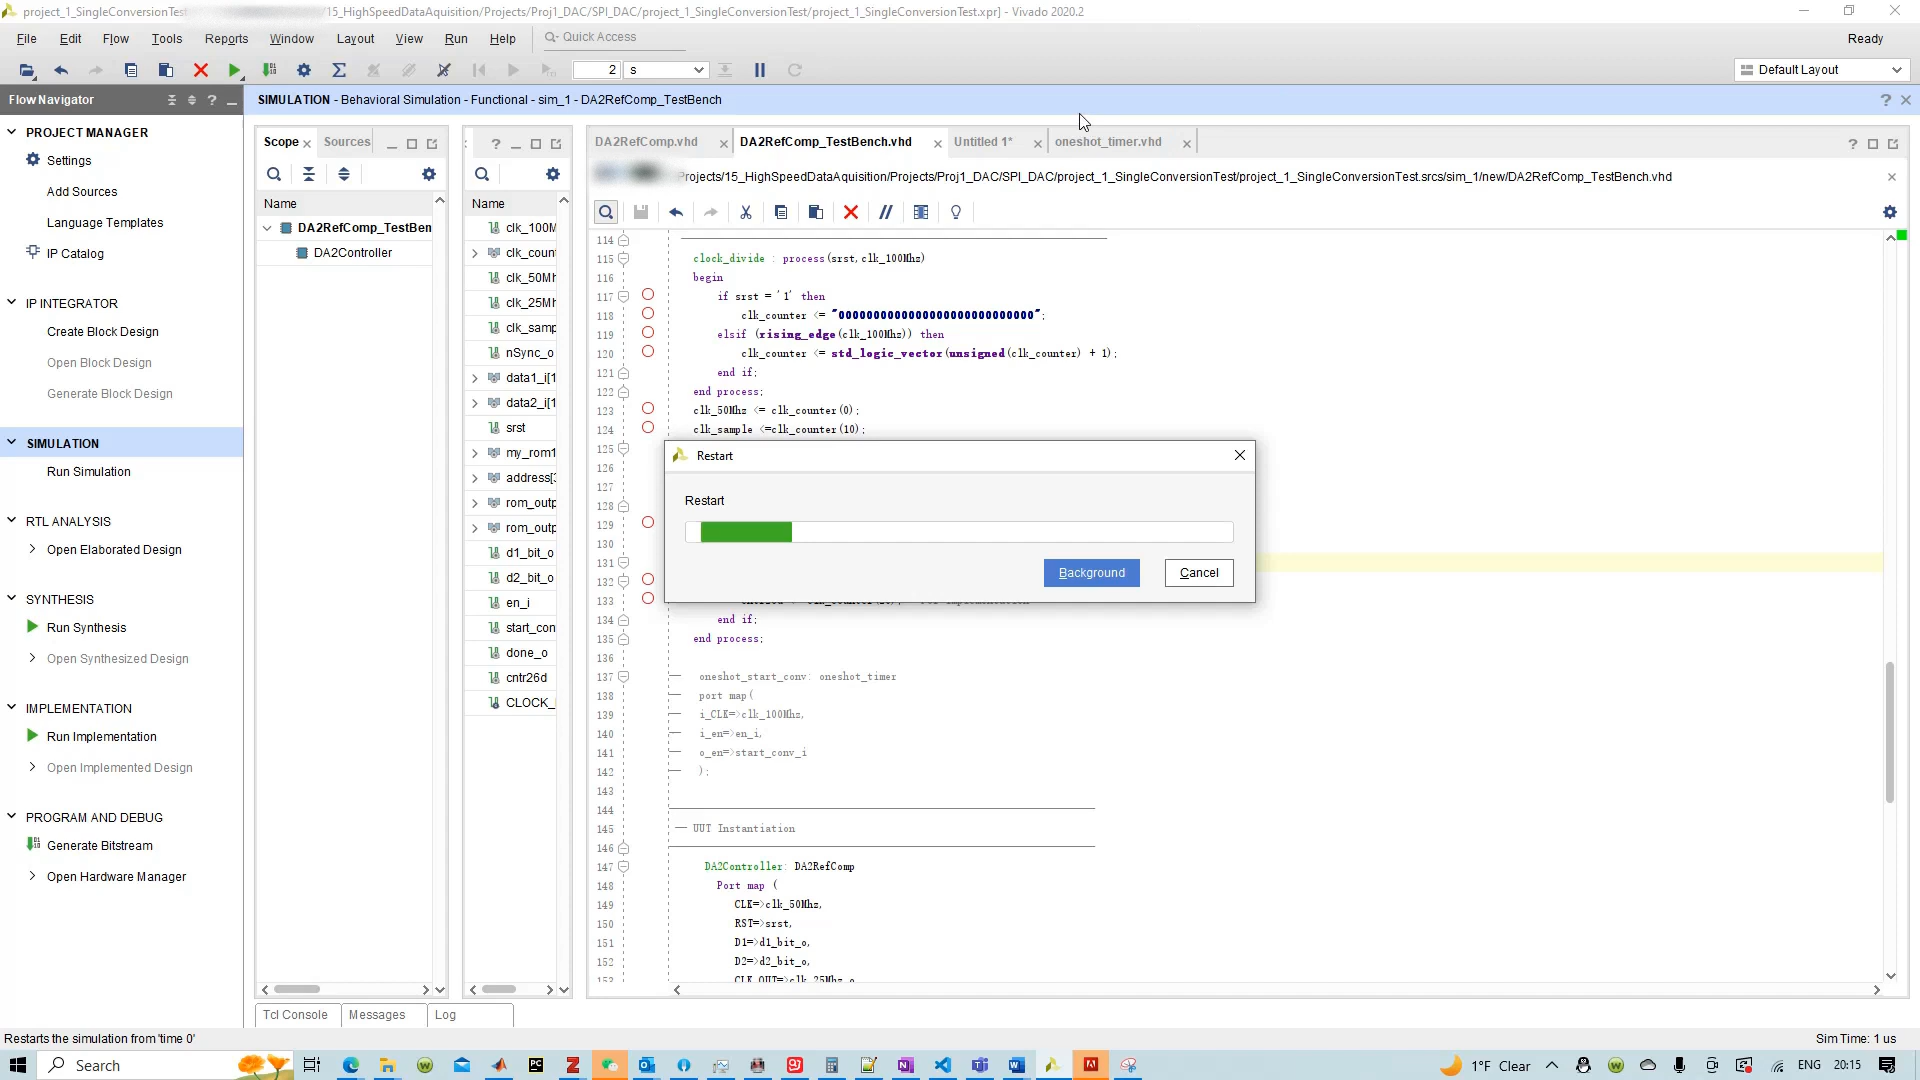 project_1_SingleConversionTest
/15_HighSpeedDataAquisition/Projects/Proj1_DAC/SPI_DAC/project_1_SingleConversionTest/project_1_SingleConversionTest.xpr] - Vivado 2020.2
File Edit Flow Tools Reports Window Layout View Run Help Quick Access
Ready
2 s
Default Layout
Flow Navigator
SIMULATION - Behavioral Simulation - Functional - sim_1 - DA2RefComp_TestBench
PROJECT MANAGER
Settings
Add Sources
Language Templates
IP Catalog
IP INTEGRATOR
Create Block Design
Open Block Design
Generate Block Design
SIMULATION
Run Simulation
RTL ANALYSIS
Open Elaborated Design
SYNTHESIS
Run Synthesis
Open Synthesized Design
IMPLEMENTATION
Run Implementation
Open Implemented Design
PROGRAM AND DEBUG
Generate Bitstream
Open Hardware Manager
Scope Sources
Name
DA2RefComp_TestBen
DA2Controller
Name
clk_100M
clk_coun
clk_50Mh
clk_25Mh
clk_samp
nSync_o
data1_i[1
data2_i[1
srst
my_rom1
address[3
rom_outp
rom_outp
d1_bit_o
d2_bit_o
en_i
start_con
done_o
cntr26d
CLOCK_
DA2RefComp.vhd DA2RefComp_TestBench.vhd Untitled 1* oneshot_timer.vhd
Projects/15_HighSpeedDataAquisition/Projects/Proj1_DAC/SPI_DAC/project_1_SingleConversionTest/project_1_SingleConversionTest.srcs/sim_1/new/DA2RefComp_TestBench.vhd
114
115 clock_divide : process(srst,clk_100Mhz)
116 begin
117 if srst = '1' then
118 clk_counter <= "00000000000000000000000000000";
119 elsif (rising_edge(clk_100Mhz)) then
120 clk_counter <= std_logic_vector(unsigned(clk_counter) + 1);
121 end if;
122 end process;
123 clk_50Mhz <= clk_counter(0);
124 clk_sample <=clk_counter(10);
125
126
127
128
129
130
131
132
133
134 end if;
135 end process;
136
137 -- oneshot_start_conv: oneshot_timer
138 -- port map(
139 -- i_CLK=>clk_100Mhz,
140 -- i_en=>en_i,
141 -- o_en=>start_conv_i
142 -- );
143
144
145 -- UUT Instantiation
146
147 DA2Controller: DA2RefComp
148 Port map (
149 CLK=>clk_50Mhz,
150 RST=>srst,
151 D1=>d1_bit_o,
152 D2=>d2_bit_o,
153 CLK_OUT=>clk_25Mhz_o,
Restart
Restart
Background Cancel
Tcl Console Messages Log
Restarts the simulation from 'time 0'
Sim Time: 1 us
Search
1°F Clear
ENG 20:15